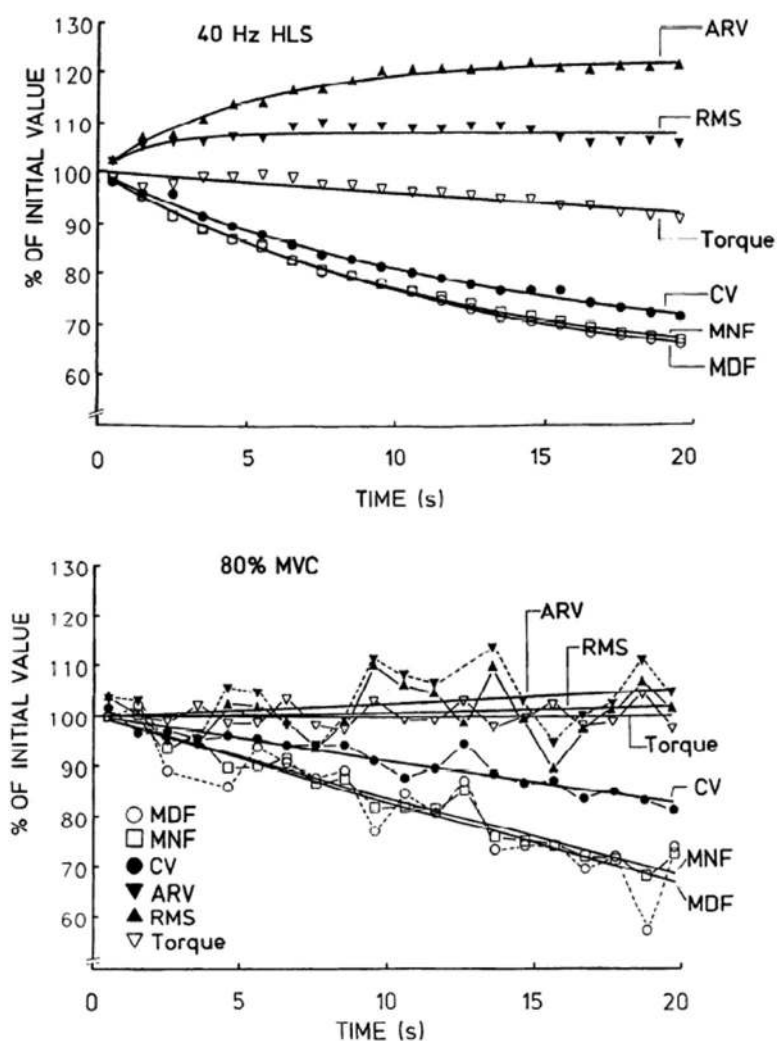 40 Hz HLS
% OF INITIAL VALUE
130
120
110
100
90
80
70
60
ARV
RMS
Torque
CV
MNF
MDF
0 5 10 15 20
TIME (s)
80% MVC
% OF INITIAL VALUE
130
120
110
100
90
80
70
60
ARV
RMS
Torque
CV
MNF
MDF
MDF
MNF
CV
ARV
RMS
Torque
0 5 10 15 20
TIME (s)